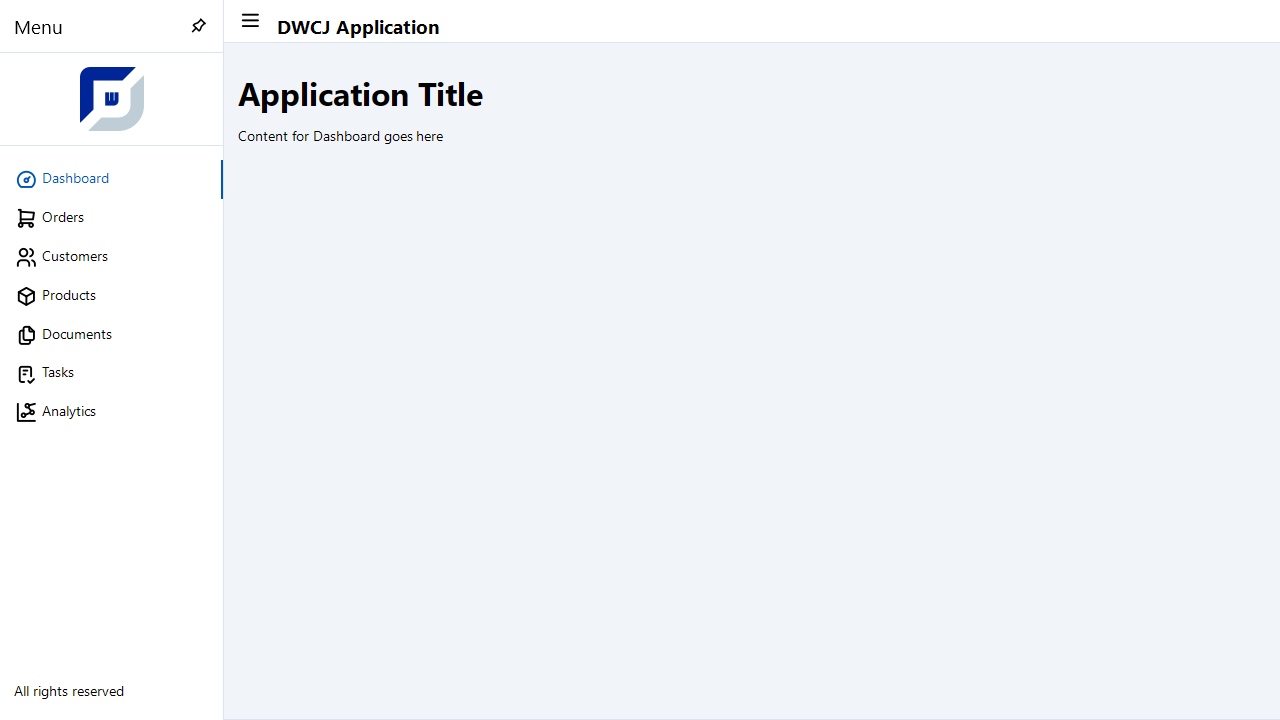 Menu
DWCJ Application
W
Dashboard
Orders
Customers
Products
Documents
Tasks
Analytics
All rights reserved
Application Title
Content for Dashboard goes here